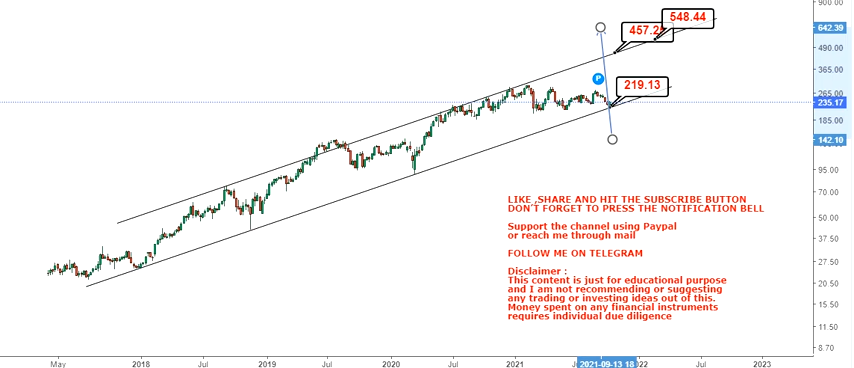 900.00
548.44
642.39
490.00
365.00
P
219.13
265.00
235.17
185.00
142.10
95.00
70.00
50.00
37.50
27.50
20.50
15.50
11.50
8.70
LIKE ,SHARE AND HIT THE SUBSCRIBE BUTTON
DON'T FORGET TO PRESS THE NOTIFICATION BELL
Support the channel using Paypal
or reach me through mail
FOLLOW ME ON TELEGRAM
Disclaimer :
This content is just for educational purpose
and I am not recommending or suggesting
any trading or investing ideas out of this.
Money spent on any financial instruments
requires individual due diligence
May 2018 Jul 2019 Jul 2020 Jul 2021 2021-09-13 18 Jul 2023